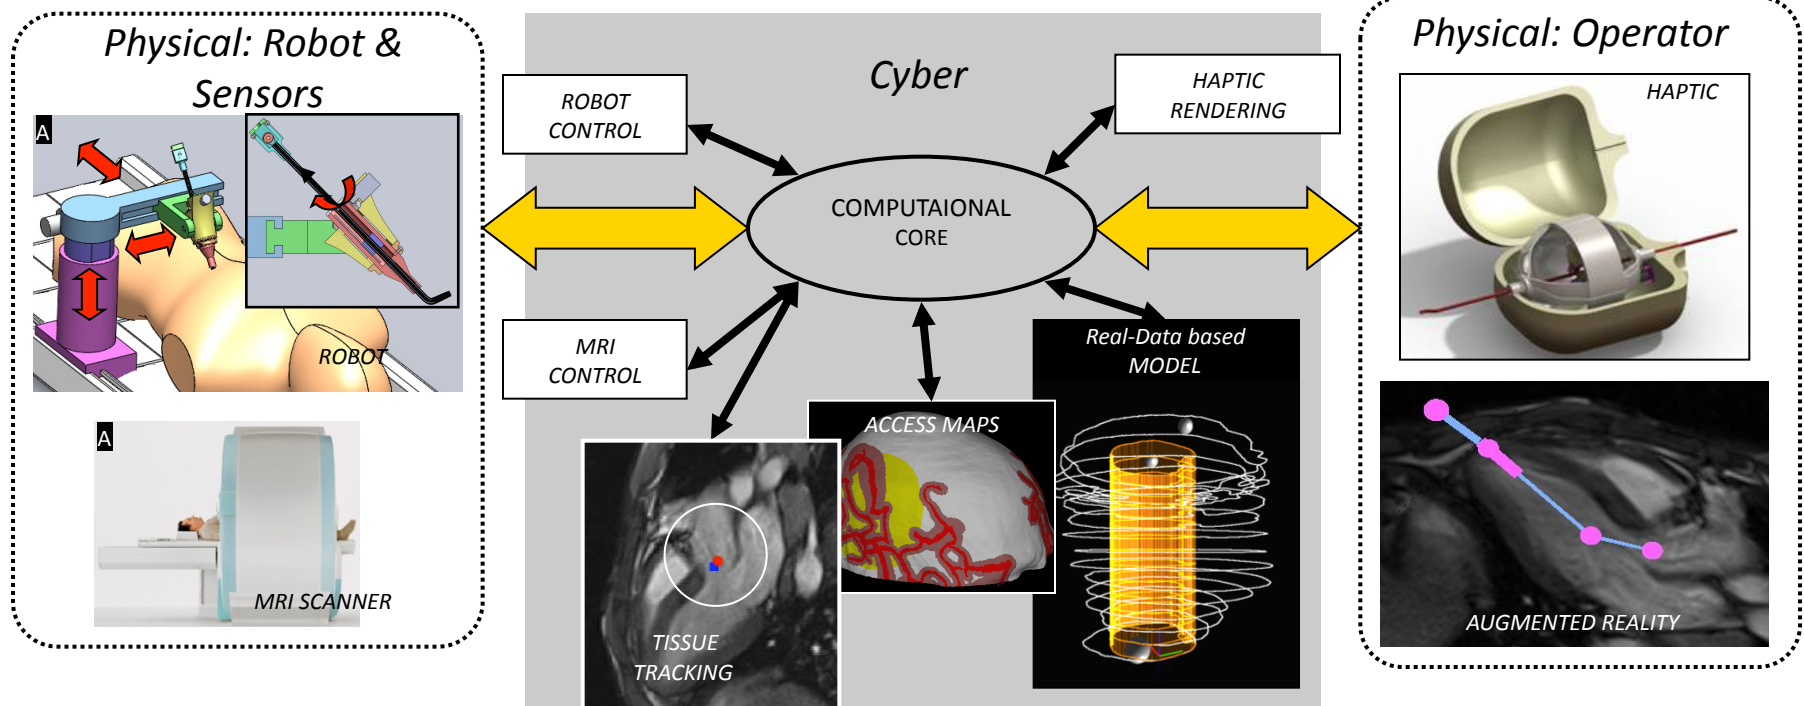 Physical: Robot &
Sensors
A
ROBOT
A
MRI SCANNER
Cyber
ROBOT
CONTROL
HAPTIC
RENDERING
COMPUTAIONAL
CORE
MRI
CONTROL
TISSUE
TRACKING
ACCESS MAPS
Real-Data based
MODEL
Physical: Operator
HAPTIC
AUGMENTED REALITY